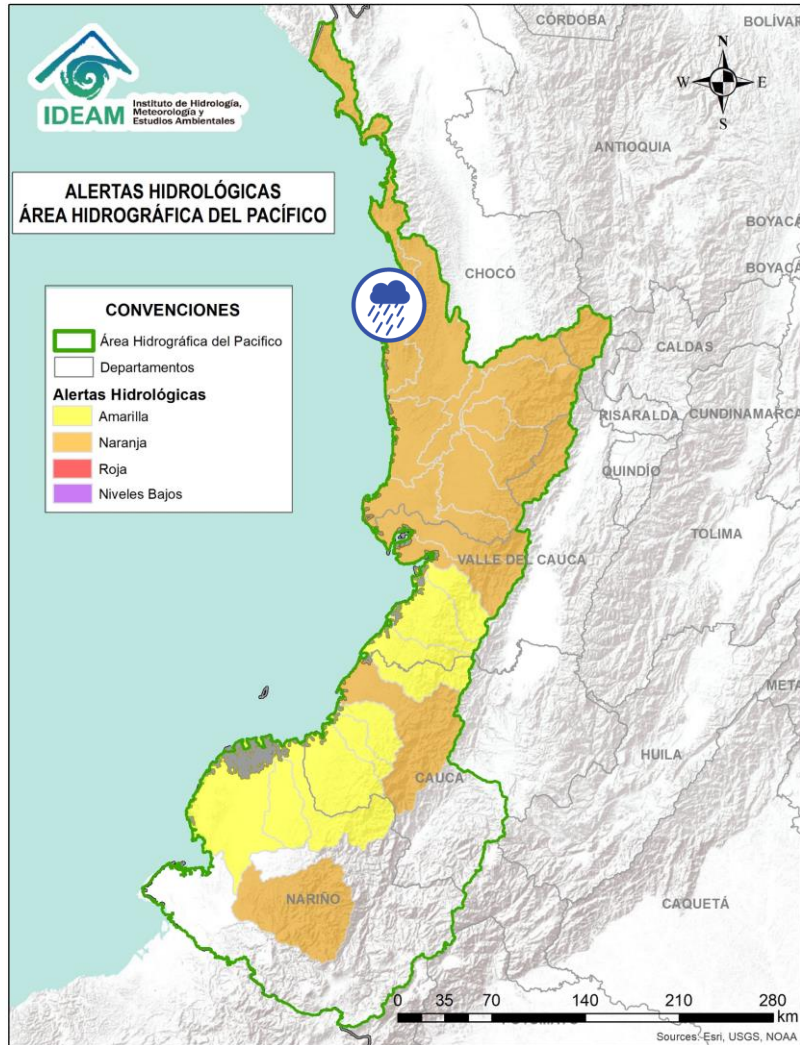 IDEAM
Instituto de Hidrología,
Meteorología y
Estudios Ambientales
ALERTAS HIDROLÓGICAS
ÁREA HIDROGRÁFICA DEL PACÍFICO
CONVENCIONES
Área Hidrográfica del Pacifico
Departamentos
Alertas Hidrológicas
Amarilla
Naranja
Roja
Niveles Bajos
N
W
E
S
CÓRDOBA
BOLÍVAR
ANTIOQUIA
BOYACÁ
CHOCÓ
BOYACÁ
CALDAS
RISARALDA
CUNDINAMARCA
QUINDÍO
TOLIMA
VALLE DEL CAUCA
META
HUILA
CAUCA
NARIÑO
CAQUETÁ
0 35 70 140 210 280
km
Sources: Esri, USGS, NOAA